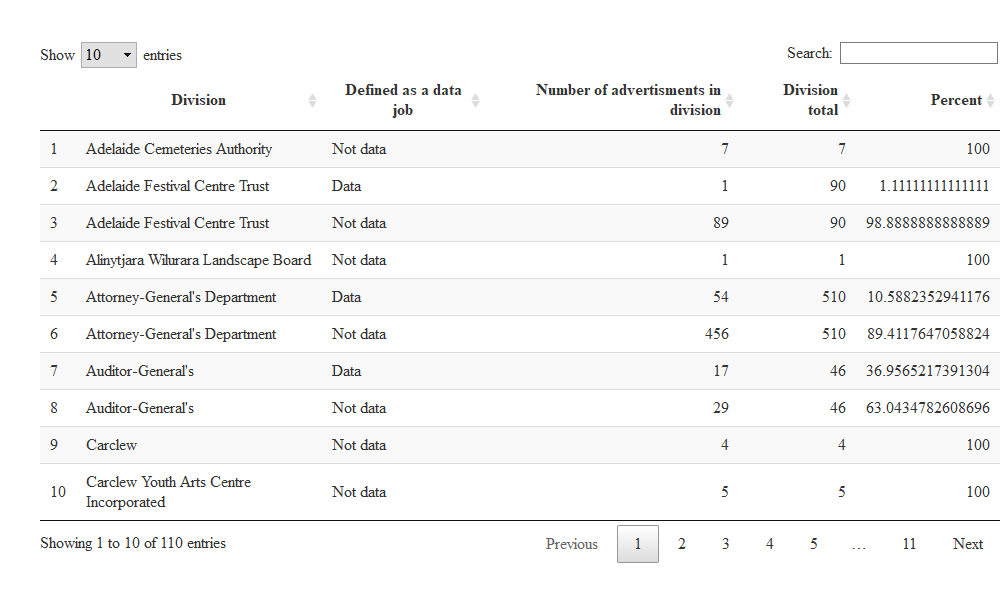 Show 10 entries Search:
Division Defined as a data job Number of advertisments in division Division total Percent
1 Adelaide Cemeteries Authority Not data 7 7 100
2 Adelaide Festival Centre Trust Data 1 90 1.11111111111111
3 Adelaide Festival Centre Trust Not data 89 90 98.8888888888889
4 Alinytjara Wilurara Landscape Board Not data 1 1 100
5 Attorney-General's Department Data 54 510 10.5882352941176
6 Attorney-General's Department Not data 456 510 89.4117647058824
7 Auditor-General's Data 17 46 36.9565217391304
8 Auditor-General's Not data 29 46 63.0434782608696
9 Carclew Not data 4 4 100
10 Carclew Youth Arts Centre Incorporated Not data 5 5 100
Showing 1 to 10 of 110 entries Previous 1 2 3 4 5 … 11 Next